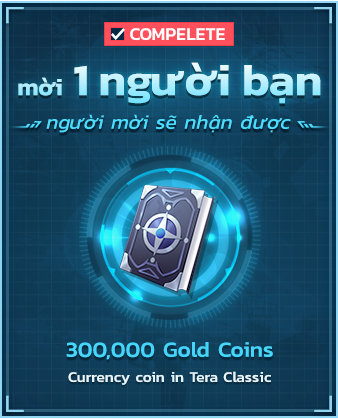 COMPELETE
mời 1 người bạn
người mời sẽ nhận được
300,000 Gold Coins
Currency coin in Tera Classic